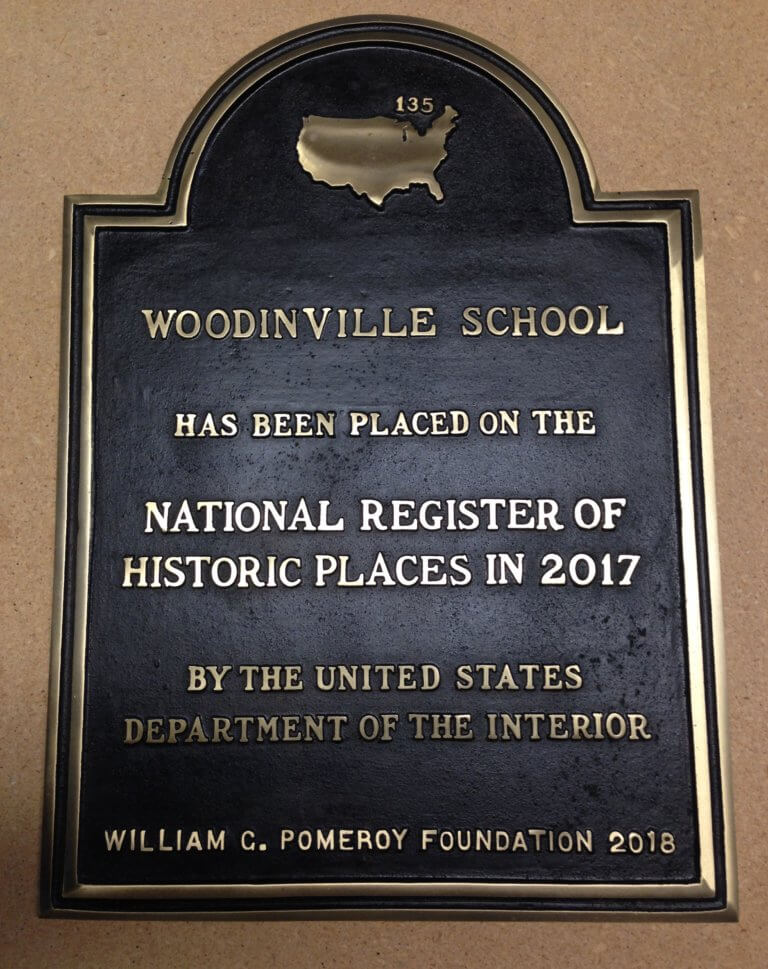 135
WOODINVILLE SCHOOL
HAS BEEN PLACED ON THE
NATIONAL REGISTER OF
HISTORIC PLACES IN 2017
BY THE UNITED STATES
DEPARTMENT OF THE INTERIOR
WILLIAM G. POMEROY FOUNDATION 2018